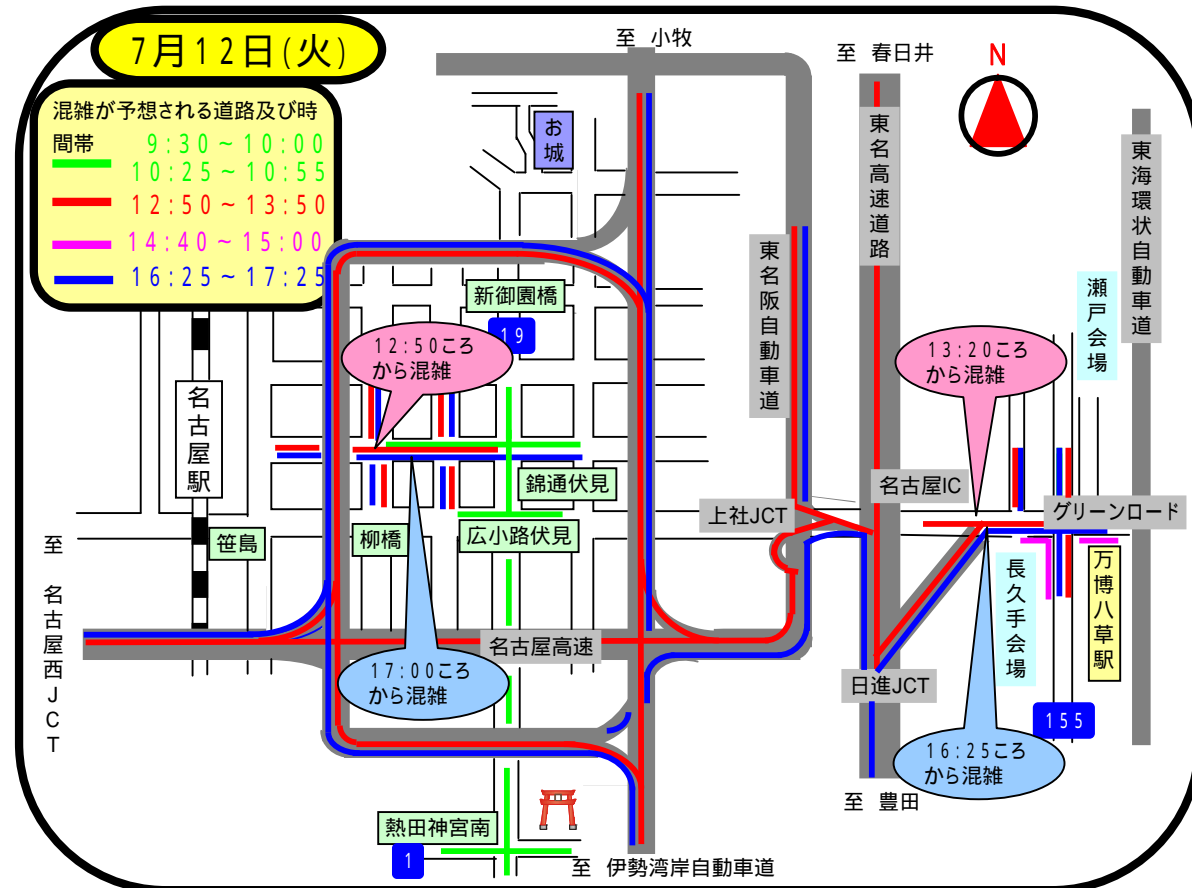 7月12日(火)
混雑が予想される道路及び時
間帯
9:30~10:00
10:25~10:55
12:50~13:50
14:40~15:00
16:25~17:25
至 小牧
至 春日井
N
お城
東名高速道路
東海環状自動車道
東名阪自動車道
瀬戸会場
新御園橋
19
12:50ころ
から混雑
13:20ころ
から混雑
名古屋駅
錦通伏見
名古屋IC
上社JCT
グリーンロード
笹島
柳橋
広小路伏見
至 名古屋西JCT
長久手会場
万博八草駅
名古屋高速
17:00ころ
から混雑
日進JCT
155
16:25ころ
から混雑
至 豊田
熱田神宮南
1
至 伊勢湾岸自動車道